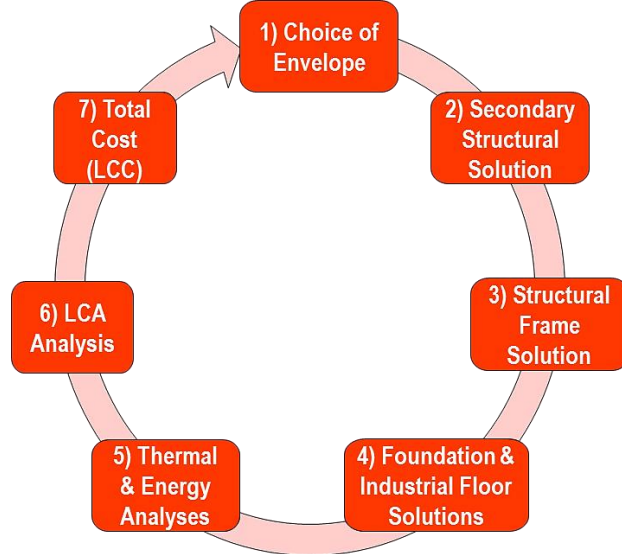 1) Choice of
Envelope
2) Secondary
Structural
Solution
3) Structural
Frame
Solution
4) Foundation &
Industrial Floor
Solutions
5) Thermal
& Energy
Analyses
6) LCA
Analysis
7) Total
Cost
(LCC)